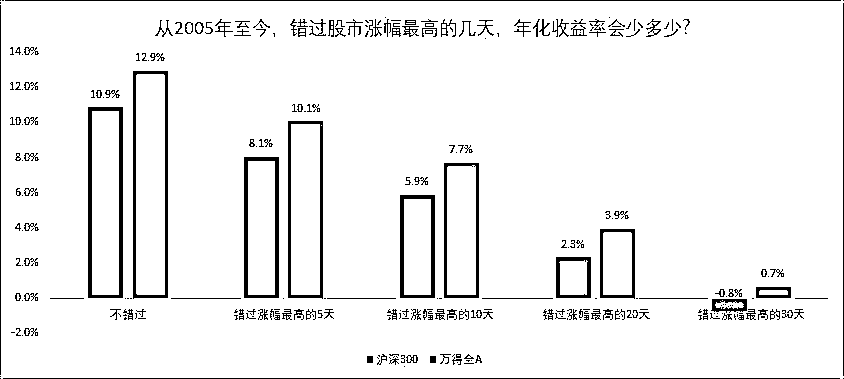 从2005年至今，错过股市涨幅最高的几天，年化收益率会少多少？
14.0%
12.0%
10.0%
8.0%
6.0%
4.0%
2.0%
0.0%
-2.0%
10.9%
12.9%
8.1%
10.1%
5.9%
7.7%
2.3%
3.9%
-0.8%
0.7%
不错过
错过涨幅最高的5天
错过涨幅最高的10天
错过涨幅最高的20天
错过涨幅最高的30天
沪深300
万得全A